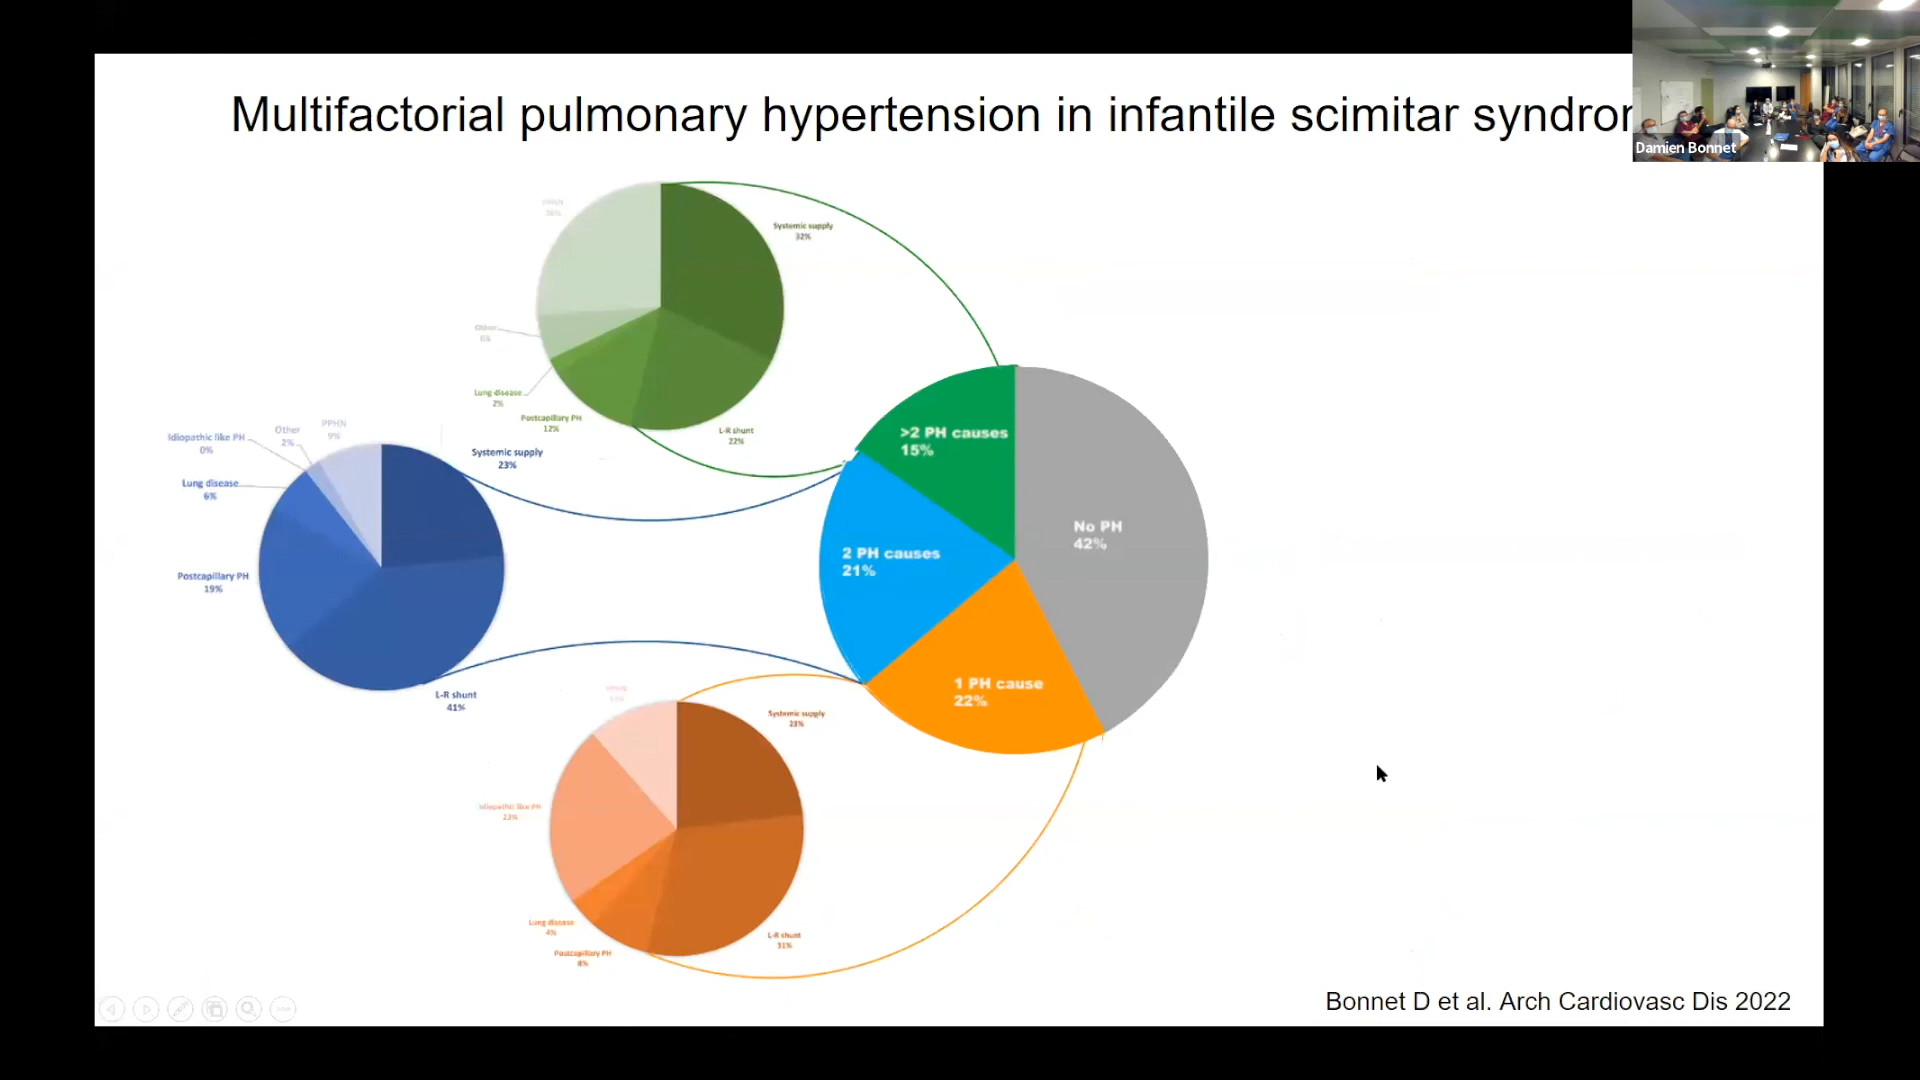 Multifactorial pulmonary hypertension in infantile scimitar syndrom
Damien Bonnet
PPHN
Systemic supply
32%
Other
6%
Lung disease
2%
Postcapillary PH
12%
L-R shunt
22%
>2 PH causes
15%
No PH
42%
2 PH causes
21%
1 PH cause
22%
Idiopathic like PH
0%
Other
2%
PPHN
9%
Systemic supply
23%
Lung disease
6%
Postcapillary PH
19%
L-R shunt
41%
PPHN
Systemic supply
23%
Idiopathic like PH
23%
Lung disease
4%
Postcapillary PH
8%
L-R shunt
31%
Bonnet D et al. Arch Cardiovasc Dis 2022